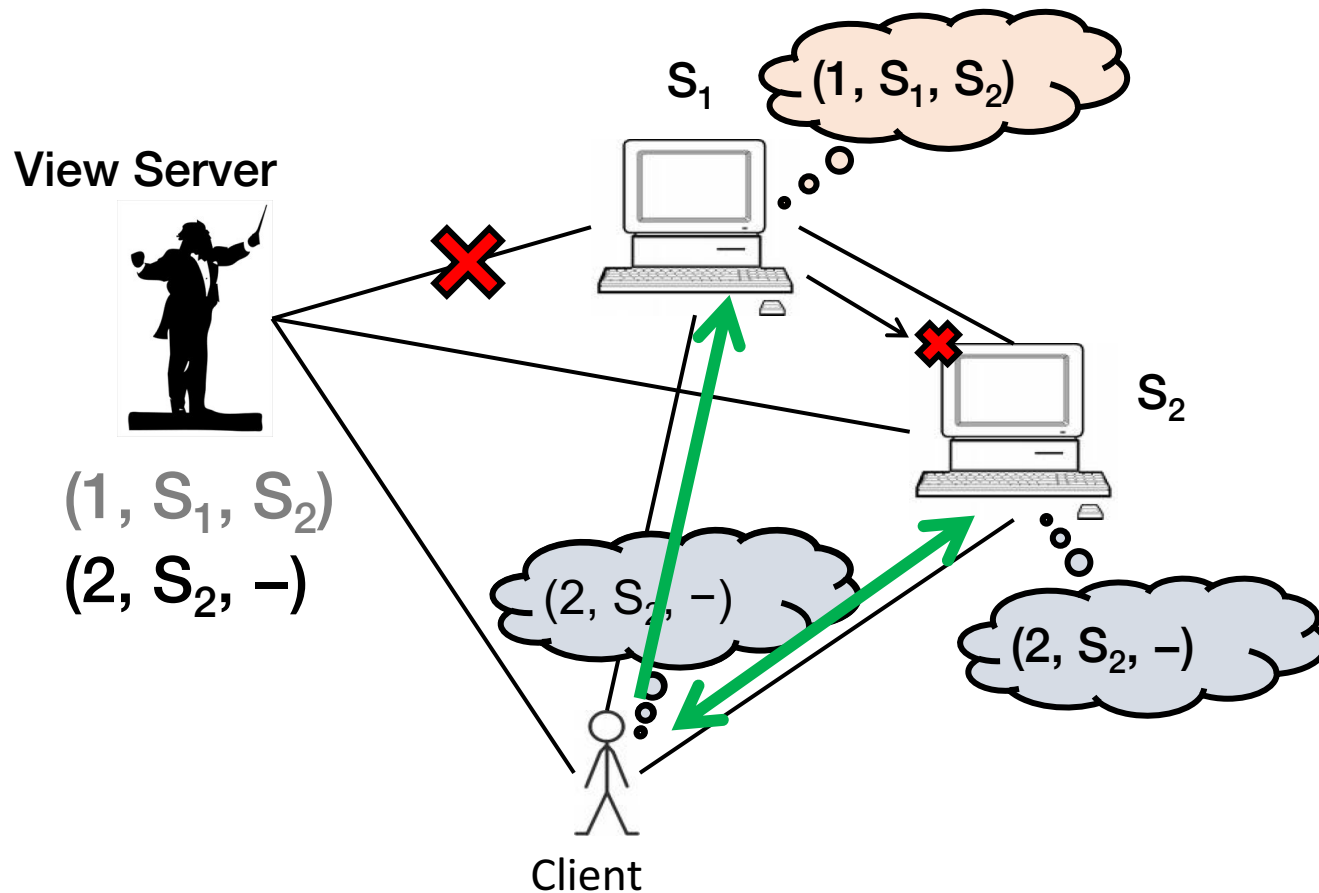 S₁
(1, S₁, S₂)
View Server
S₂
(1, S₁, S₂)
(2, S₂, –)
(2, S₂, –)
(2, S₂, –)
Client